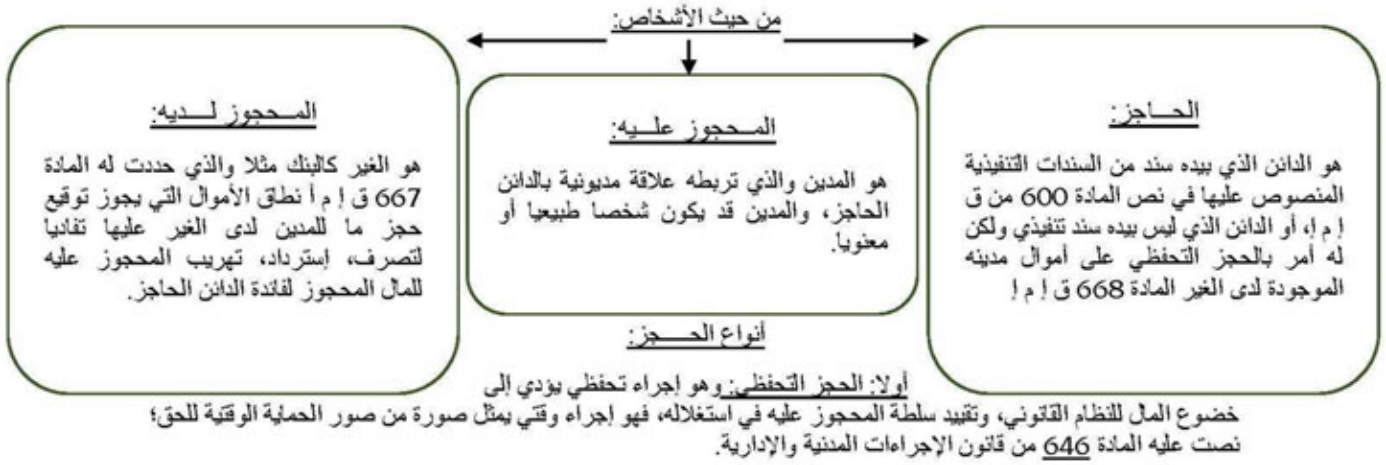 من حيث الأشخاص:
الحـــاجز:
هو الدائن الذي بيده سند من السندات التنفيذية
المنصوص عليها في نص المادة 600 من ق
إ م إ، أو الدائن الذي ليس بيده سند تنفيذي ولكن
له أمر بالحجز التحفظي على أموال مدينه
الموجودة لدى الغير المادة 668 ق إ م إ
المــحجوز علـــيه:
هو المدين والذي تربطه علاقة مديونية بالدائن
الحاجز، والمدين قد يكون شخصا طبيعيا أو
معنويا.
المــحجوز لـــديه:
هو الغير كالبنك مثلا والذي حددت له المادة
667 ق إ م أ نطاق الأموال التي يجوز توقيع
حجز ما للمدين لدى الغير عليها تفاديا
لتصرف، إسترداد، تهريب المحجوز عليه
للمال المحجوز لفائدة الدائن الحاجز.
أنواع الحــــجز:
أولا: الحجز التحفظي: وهو إجراء تحفظي يؤدي إلى
خضوع المال للنظام القانوني، وتقييد سلطة المحجوز عليه في استغلاله، فهو إجراء وقتي يمثل صورة من صور الحماية الوقتية للحق؛
نصت عليه المادة 646 من قانون الإجراءات المدنية والإدارية.